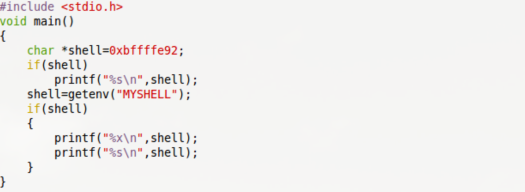 #include <stdio.h>
void main()
{
    char *shell=0xbffffe92;
    if(shell)
        printf("%s\n",shell);
    shell=getenv("MYSHELL");
    if(shell)
    {
        printf("%x\n",shell);
        printf("%s\n",shell);
    }
}